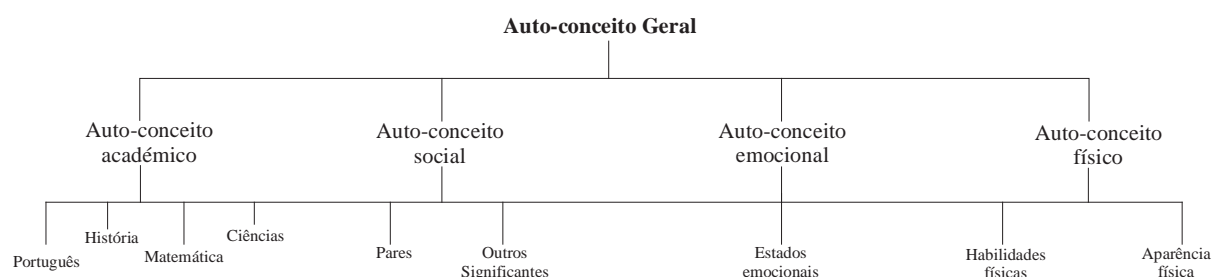 Auto-conceito Geral
Auto-conceito
académico
Auto-conceito
social
Auto-conceito
emocional
Auto-conceito
físico
Português
História
Matemática
Ciências
Pares
Outros
Significantes
Estados
emocionais
Habilidades
físicas
Aparência
física